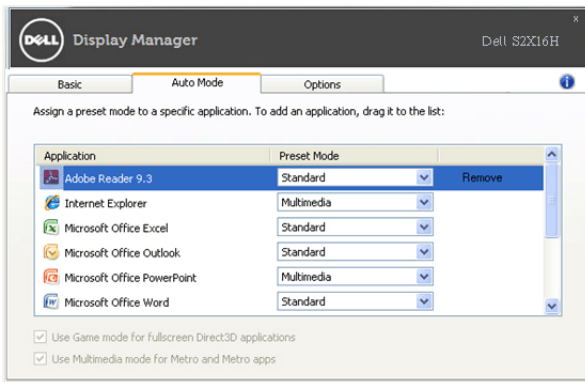 DELL Display Manager Dell S2X16H
Basic Auto Mode Options
Assign a preset mode to a specific application. To add an application, drag it to the list:
Application Preset Mode
Adobe Reader 9.3 Standard Remove
Internet Explorer Multimedia
Microsoft Office Excel Standard
Microsoft Office Outlook Standard
Microsoft Office PowerPoint Multimedia
Microsoft Office Word Standard
Use Game mode for fullscreen Direct3D applications
Use Multimedia mode for Metro and Metro apps